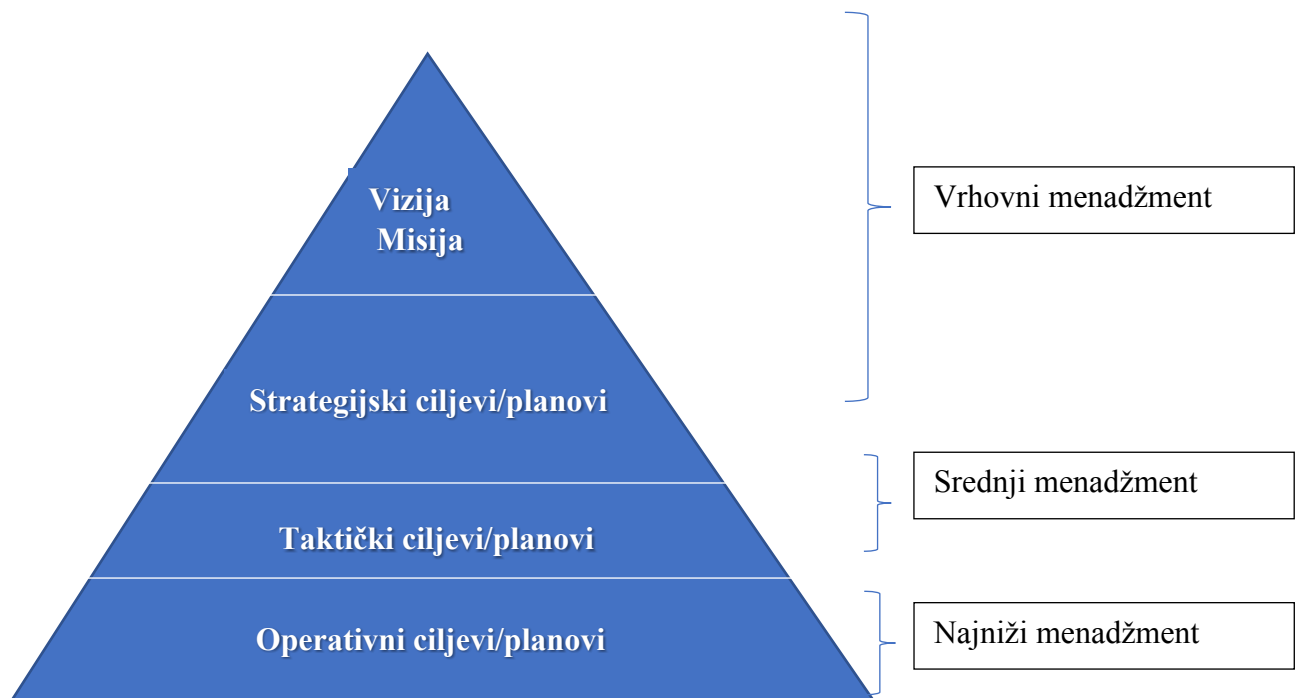 Vizija
Misija
Vrhovni menadžment
Strategijski ciljevi/planovi
Srednji menadžment
Taktički ciljevi/planovi
Operativni ciljevi/planovi
Najniži menadžment